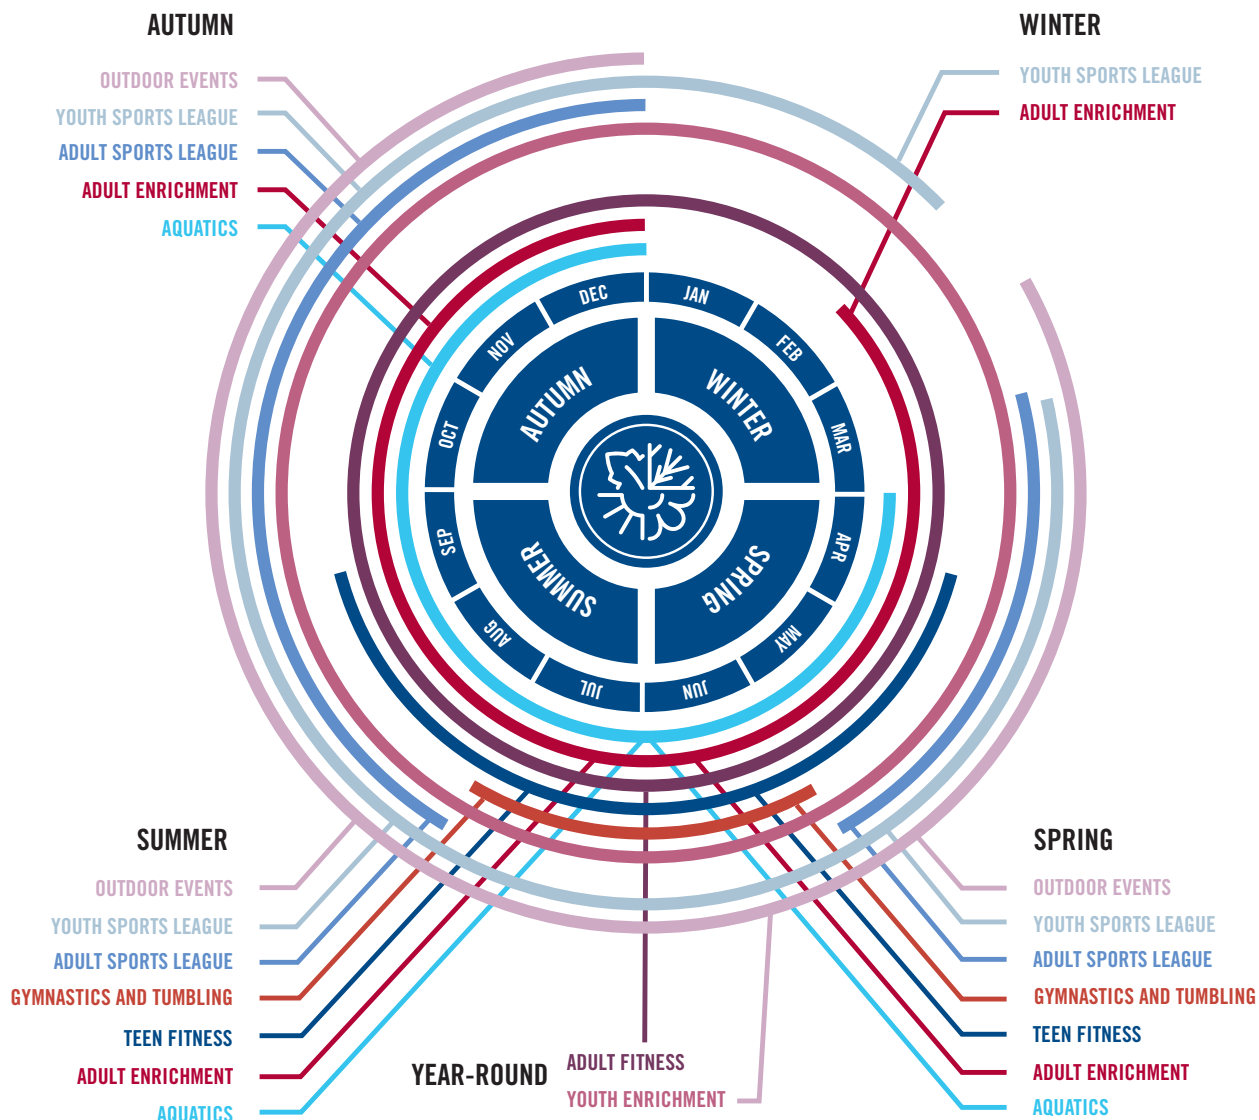 AUTUMN
OUTDOOR EVENTS
YOUTH SPORTS LEAGUE
ADULT SPORTS LEAGUE
ADULT ENRICHMENT
AQUATICS
WINTER
YOUTH SPORTS LEAGUE
ADULT ENRICHMENT
JAN
FEB
MAR
APR
MAY
JUN
JUL
AUG
SEP
OCT
NOV
DEC
AUTUMN
WINTER
SUMMER
SPRING
SUMMER
OUTDOOR EVENTS
YOUTH SPORTS LEAGUE
ADULT SPORTS LEAGUE
GYMNASTICS AND TUMBLING
TEEN FITNESS
ADULT ENRICHMENT
AQUATICS
YEAR-ROUND
ADULT FITNESS
YOUTH ENRICHMENT
SPRING
OUTDOOR EVENTS
YOUTH SPORTS LEAGUE
ADULT SPORTS LEAGUE
GYMNASTICS AND TUMBLING
TEEN FITNESS
ADULT ENRICHMENT
AQUATICS